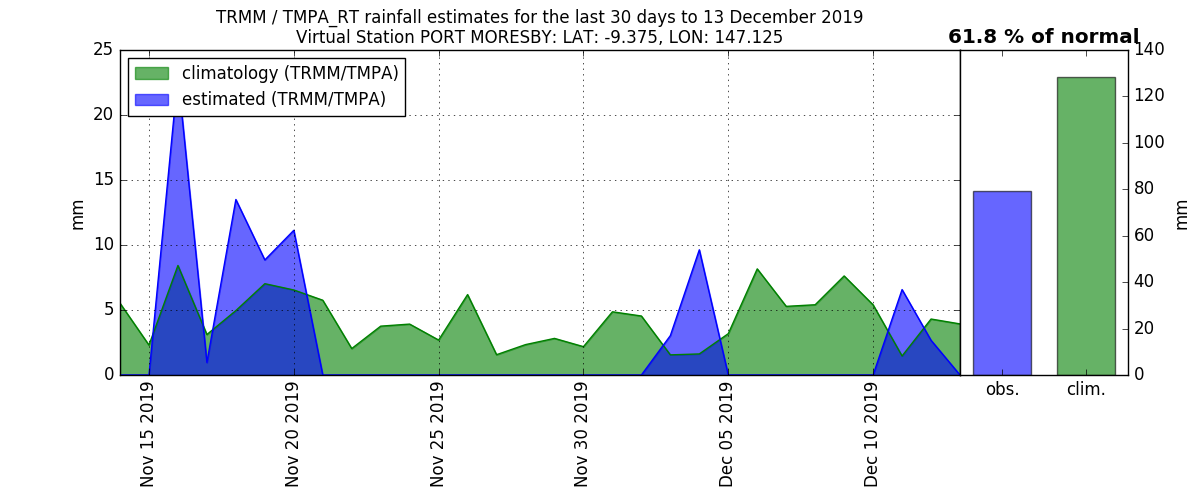 TRMM / TMPA_RT rainfall estimates for the last 30 days to 13 December 2019
Virtual Station PORT MORESBY: LAT: -9.375, LON: 147.125
61.8 % of normal
climatology (TRMM/TMPA)
estimated (TRMM/TMPA)
25
20
15
10
5
0
mm
Nov 15 2019
Nov 20 2019
Nov 25 2019
Nov 30 2019
Dec 05 2019
Dec 10 2019
140
120
100
80
60
40
20
0
mm
obs.
clim.